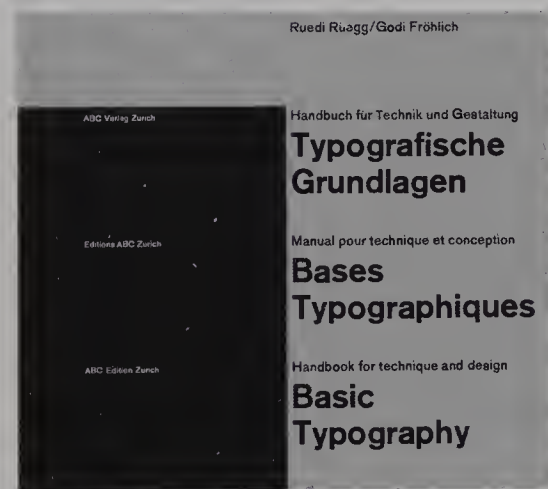 Ruedi Rüegg/Godi Fröhlich
ABC Verlag Zurich
Handbuch für Technik und Gestaltung
Typografische
Grundlagen
Editions ABC Zurich
Manual pour technique et conception
Bases
Typographiques
ABC Edition Zurich
Handbook for technique and design
Basic
Typography